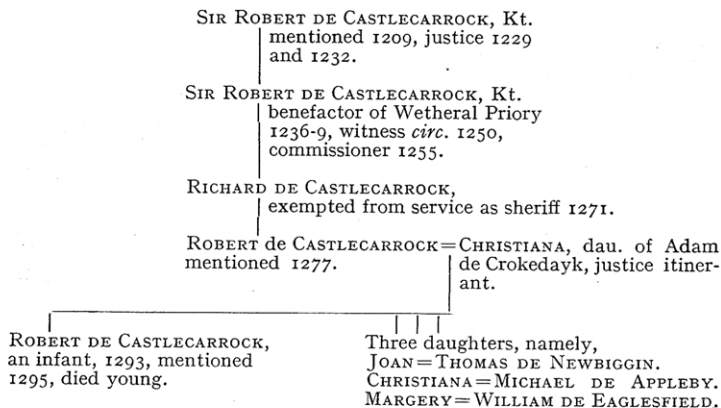 SIR ROBERT DE CASTLECARROCK, Kt.
mentioned 1209, justice 1229
and 1232.
SIR ROBERT DE CASTLECARROCK, Kt.
benefactor of Wetheral Priory
1236-9, witness circ. 1250,
commissioner 1255.
RICHARD DE CASTLECARROCK,
exempted from service as sheriff 1271.
ROBERT de CASTLECARROCK=CHRISTIANA, dau. of Adam
mentioned 1277. de Crokedayk, justice itiner-
ant.
ROBERT DE CASTLECARROCK,
an infant, 1293, mentioned
1295, died young.
Three daughters, namely,
JOAN=THOMAS DE NEWBIGGIN.
CHRISTIANA=MICHAEL DE APPLEBY.
MARGERY=WILLIAM DE EAGLESFIELD.